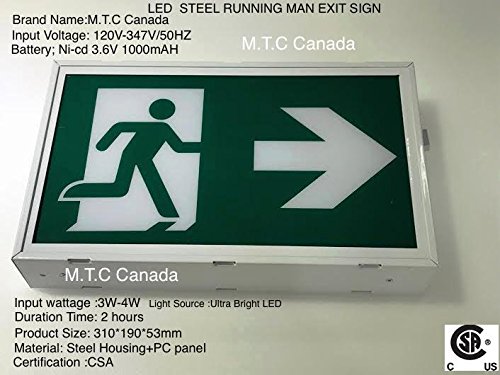 LED STEEL RUNNING MAN EXIT SIGN
Brand Name:M.T.C Canada
Input Voltage: 120V-347V/50HZ
Battery; Ni-cd 3.6V 1000mAH
M.T.C Canada
M.T.C Canada
Input wattage :3W-4W Light Source :Ultra Bright LED
Duration Time: 2 hours
Product Size: 310*190*53mm
Material: Steel Housing+PC panel
Certification :CSA
SA
C US